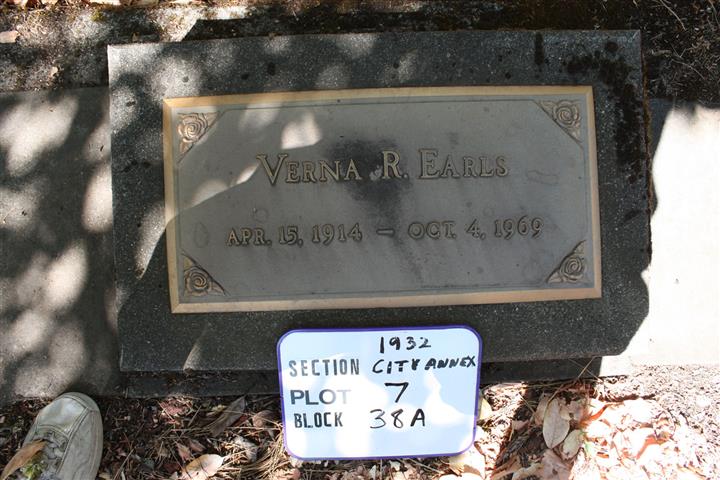 VERNA R. EARLS
APR. 15, 1914 – OCT. 4, 1969
1932
SECTION CITY ANNEX
PLOT 7
BLOCK 38A